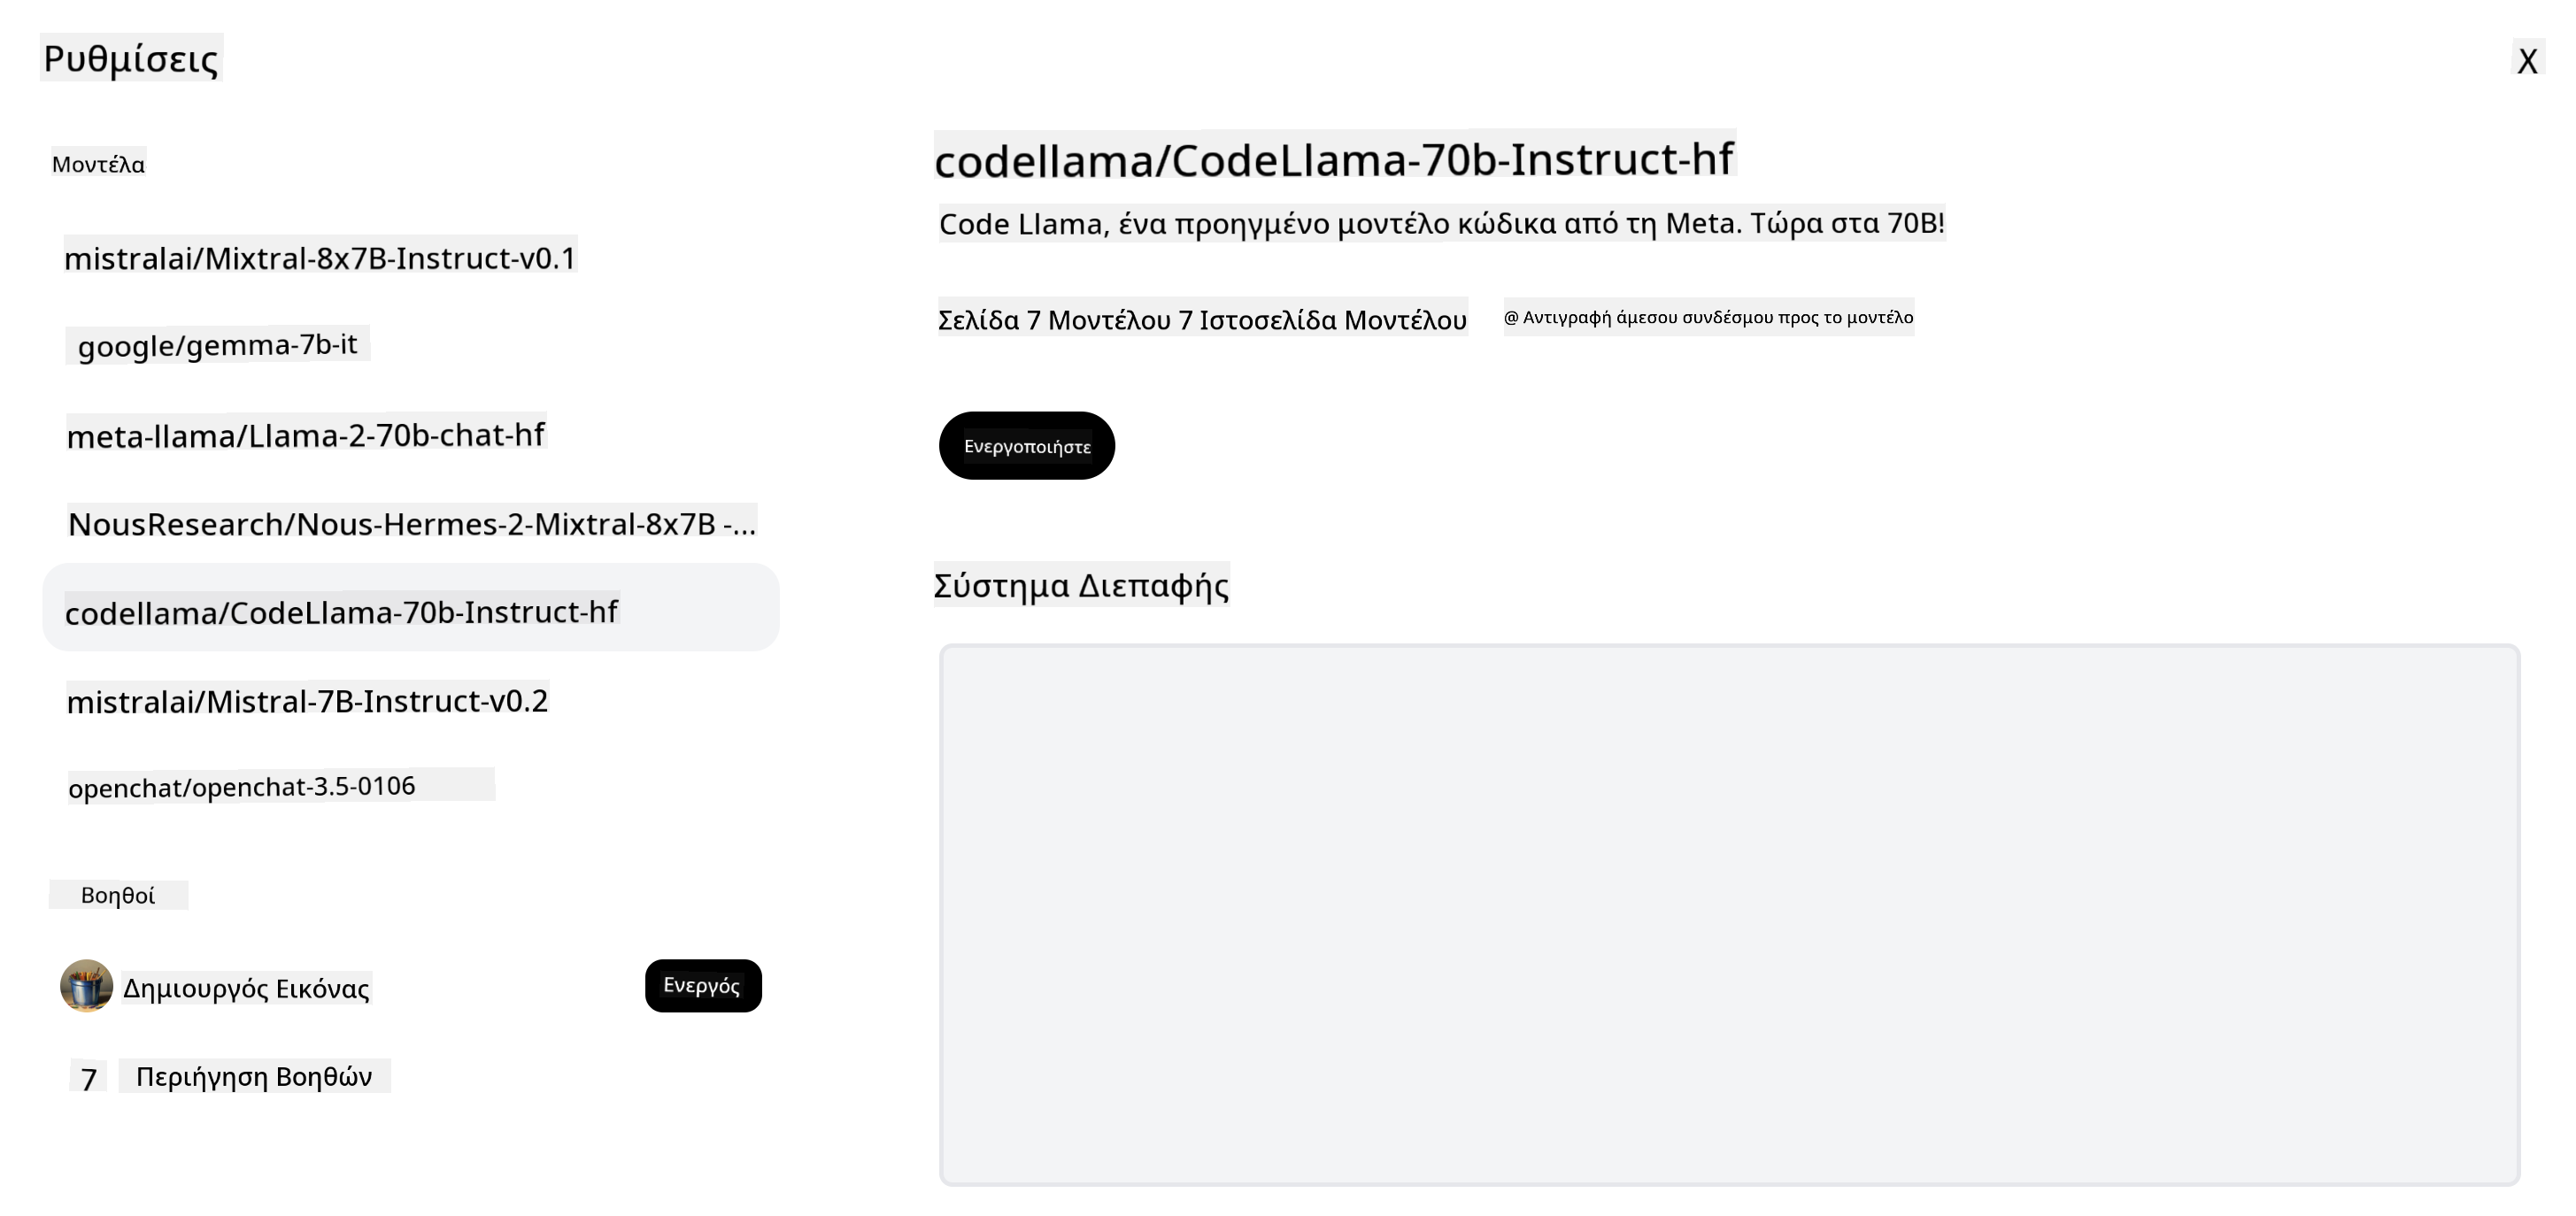 Ρυθμίσεις
X
Μοντέλα
mistralai/Mixtral-8x7B-Instruct-v0.1
google/gemma-7b-it
meta-llama/Llama-2-70b-chat-hf
NousResearch/Nous-Hermes-2-Mixtral-8x7B -...
codellama/CodeLlama-70b-Instruct-hf
mistralai/Mistral-7B-Instruct-v0.2
openchat/openchat-3.5-0106
Βοηθοί
Δημιουργός Εικόνας
Ενεργός
7 Περιήγηση Βοηθών
codellama/CodeLlama-70b-Instruct-hf
Code Llama, ένα προηγμένο μοντέλο κώδικα από τη Meta. Τώρα στα 70B!
Σελίδα 7 Μοντέλου 7 Ιστοσελίδα Μοντέλου
@ Αντιγραφή άμεσου συνδέσμου προς το μοντέλο
Ενεργοποιήστε
Σύστημα Διεπαφής